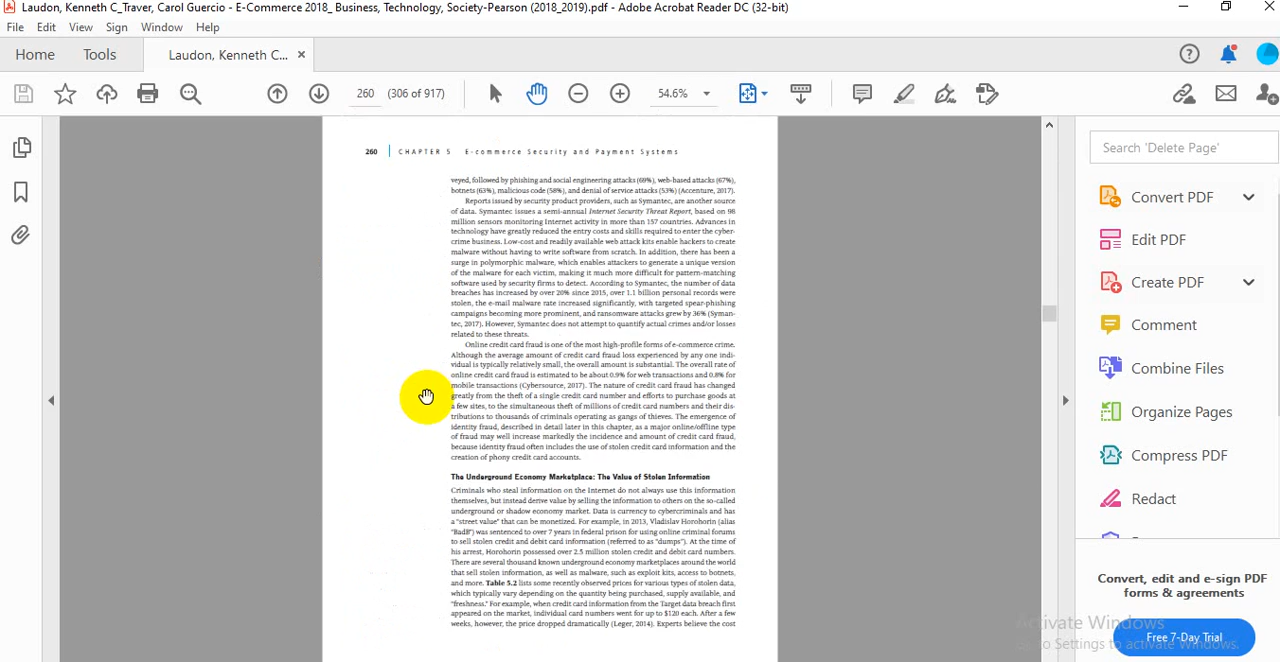 Laudon, Kenneth C_Traver, Carol Guercio - E-Commerce 2018_ Business, Technology, Society-Pearson (2018_2019).pdf - Adobe Acrobat Reader DC (32-bit)
File Edit View Sign Window Help
Home Tools Laudon, Kenneth C... ×
260 (306 of 917) 54.6%
260 CHAPTER 5 E-commerce Security and Payment Systems
veyed, followed by phishing and social engineering attacks (69%), web-based attacks (67%),
botnets (63%), malicious code (58%), and denial of service attacks (53%) (Accenture, 2017).
Reports issued by security product providers, such as Symantec, are another source
of data. Symantec issues a semi-annual Internet Security Threat Report, based on 98
million sensors monitoring Internet activity in more than 157 countries. Advances in
technology have greatly reduced the entry costs and skills required to enter the cyber-
crime business. Low-cost and readily available web attack kits enable hackers to create
malware without having to write software from scratch. In addition, there has been a
surge in polymorphic malware, which enables attackers to generate a unique version
of the malware for each victim, making it much more difficult for pattern-matching
software used by security firms to detect. According to Symantec, the number of data
breaches has increased by over 20% since 2015, over 1.1 billion personal records were
stolen, the e-mail malware rate increased significantly, with targeted spear-phishing
campaigns becoming more prominent, and ransomware attacks grew by 36% (Syman-
tec, 2017). However, Symantec does not attempt to quantify actual crimes and/or losses
related to these threats.
Online credit card fraud is one of the most high-profile forms of e-commerce crime.
Although the average amount of credit card fraud loss experienced by any one indi-
vidual is typically relatively small, the overall amount is substantial. The overall rate of
online credit card fraud is estimated to be about 0.9% for web transactions and 0.8% for
mobile transactions (Cybersource, 2017). The nature of credit card fraud has changed
greatly from the theft of a single credit card number and efforts to purchase goods at
a few sites, to the simultaneous theft of millions of credit card numbers and their dis-
tributions to thousands of criminals operating as gangs of thieves. The emergence of
identity fraud, described in detail later in this chapter, as a major online/offline type
of fraud may well increase markedly the incidence and amount of credit card fraud,
because identity fraud often includes the use of stolen credit card information and the
creation of phony credit card accounts.
The Underground Economy Marketplace: The Value of Stolen Information
Criminals who steal information on the Internet do not always use this information
themselves, but instead derive value by selling the information to others on the so-called
underground or shadow economy market. Data is currency to cybercriminals and has
a "street value" that can be monetized. For example, in 2013, Vladislav Horohorin (alias
"BadB") was sentenced to over 7 years in federal prison for using online criminal forums
to sell stolen credit and debit card information (referred to as "dumps"). At the time of
his arrest, Horohorin possessed over 2.5 million stolen credit and debit card numbers.
There are several thousand known underground economy marketplaces around the world
that sell stolen information, as well as malware, such as exploit kits, access to botnets,
and more. Table 5.2 lists some recently observed prices for various types of stolen data,
which typically vary depending on the quantity being purchased, supply available, and
"freshness." For example, when credit card information from the Target data breach first
appeared on the market, individual card numbers went for up to $120 each. After a few
weeks, however, the price dropped dramatically (Leger, 2014). Experts believe the cost
Search 'Delete Page'
Convert PDF
Edit PDF
Create PDF
Comment
Combine Files
Organize Pages
Compress PDF
Redact
Convert, edit and e-sign PDF
forms & agreements
Activate Windows
Go to Settings to activate Windows.
Free 7-Day Trial